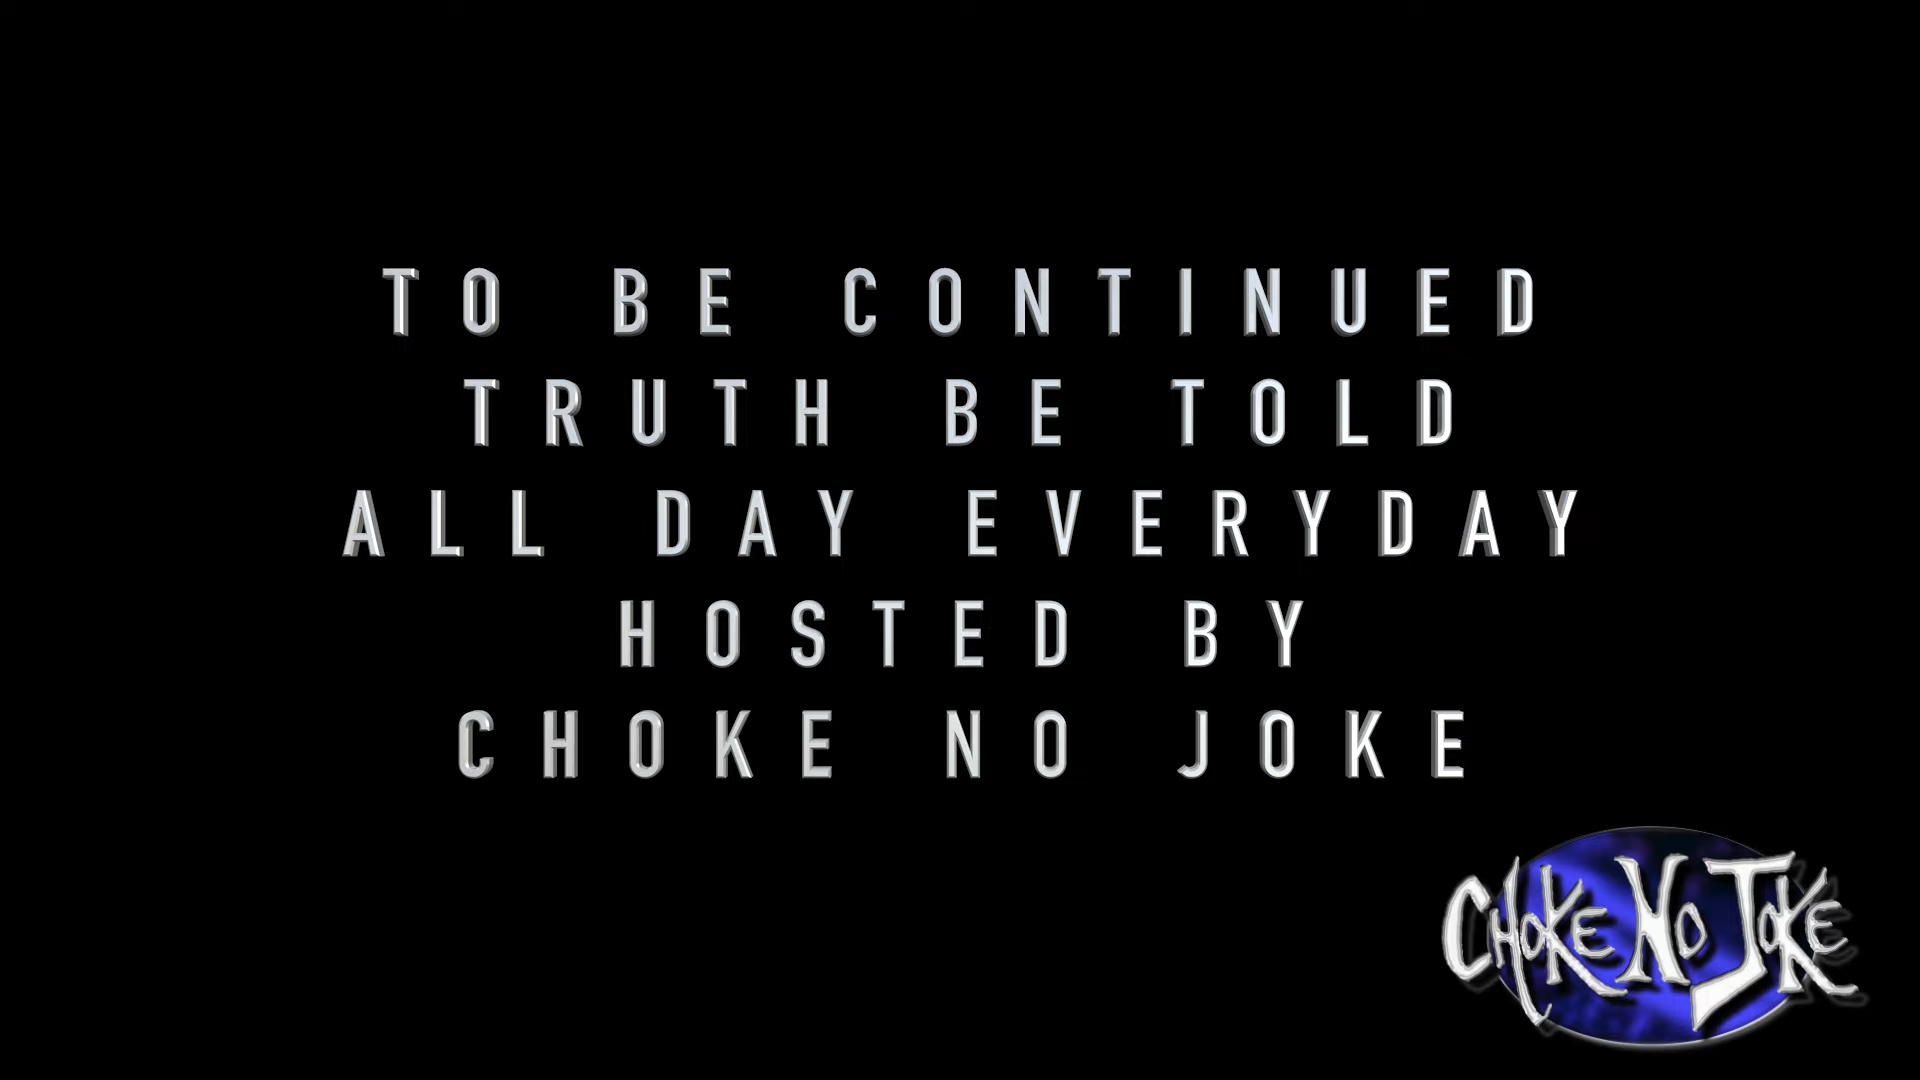 TO BE CONTINUED
TRUTH BE TOLD
ALL DAY EVERYDAY
HOSTED BY
CHOKE NO JOKE
CHOKE NO JOKE